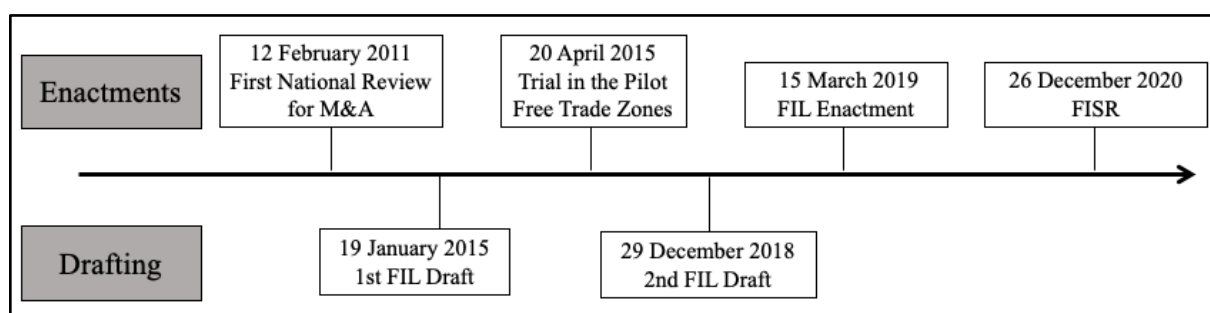 Enactments
12 February 2011
First National Review
for M&A
20 April 2015
Trial in the Pilot
Free Trade Zones
15 March 2019
FIL Enactment
26 December 2020
FISR
Drafting
19 January 2015
1st FIL Draft
29 December 2018
2nd FIL Draft